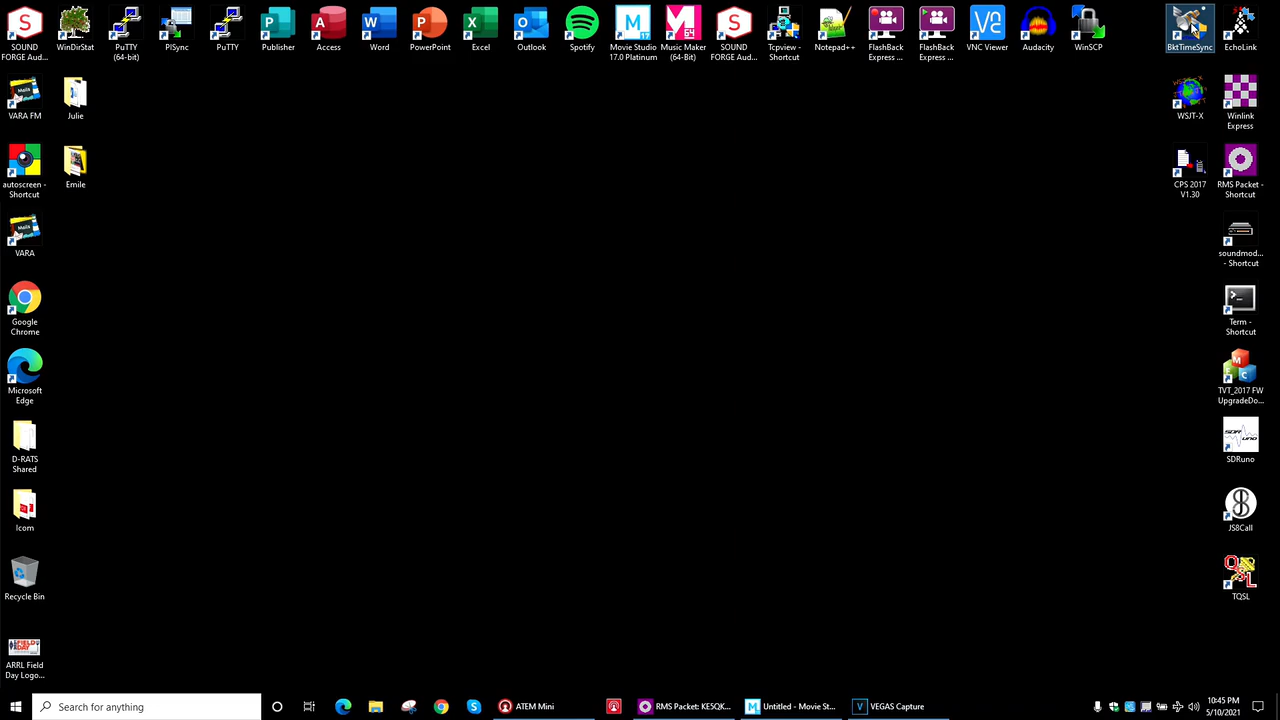 SOUND
FORGE Aud...
WinDirStat
PuTTY
(64-bit)
PISync
PuTTY
Publisher
Access
Word
PowerPoint
Excel
Outlook
Spotify
Movie Studio
17.0 Platinum
Music Maker
(64-Bit)
SOUND
FORGE Aud...
Tcpview -
Shortcut
Notepad++
FlashBack
Express ...
FlashBack
Express ...
VNC Viewer
Audacity
WinSCP
BktTimeSync
EchoLink
VARA FM
Julie
WSJT-X
Winlink
Express
autoscreen -
Shortcut
Emile
CPS 2017
V1.30
RMS Packet -
Shortcut
VARA
soundmod...
- Shortcut
Google
Chrome
Term -
Shortcut
Microsoft
Edge
TVT_2017 FW
UpgradeDo...
D-RATS
Shared
SDRuno
Icom
JS8Call
Recycle Bin
TQSL
ARRL Field
Day Logo...
Search for anything
ATEM Mini
RMS Packet: KE5QK...
Untitled - Movie St...
VEGAS Capture
10:45 PM
5/10/2021